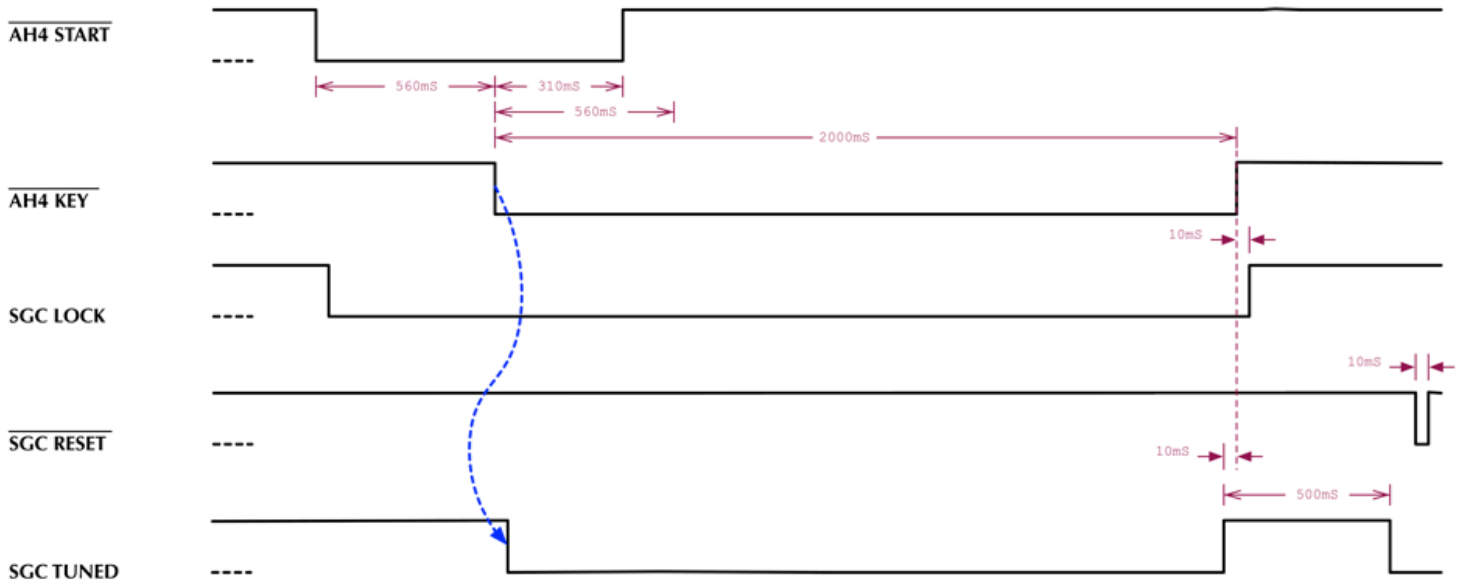 AH4 START
560mS 310mS
560mS
2000mS
AH4 KEY
10mS
SGC LOCK
10mS
SGC RESET
10mS
500mS
SGC TUNED